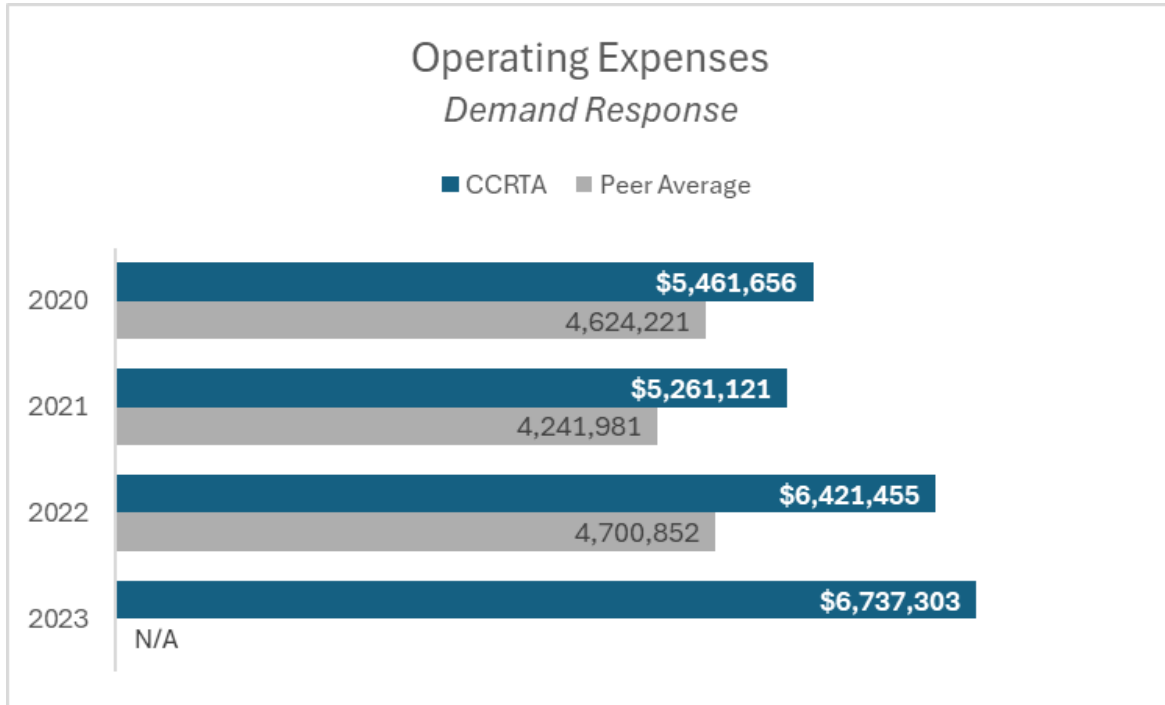 Operating Expenses
Demand Response
CCRTA Peer Average
2020
$5,461,656
4,624,221
2021
$5,261,121
4,241,981
2022
$6,421,455
4,700,852
2023
$6,737,303
N/A